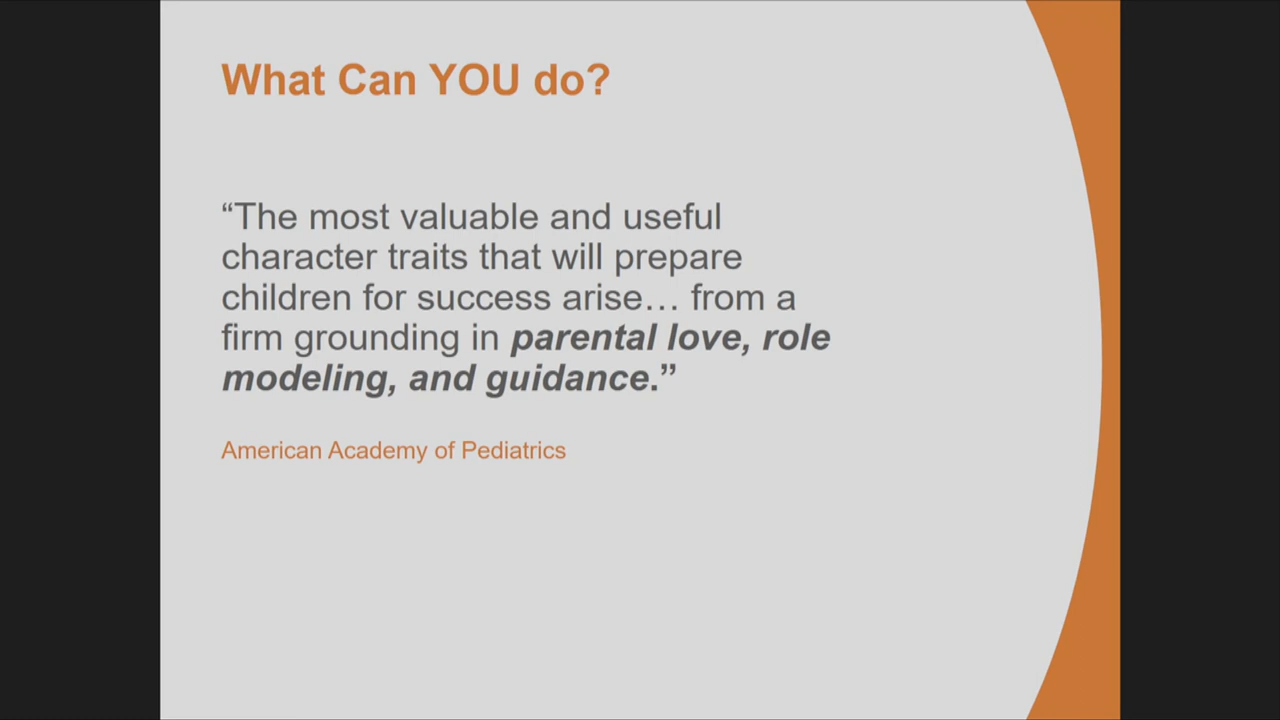 What Can YOU do?
“The most valuable and useful
character traits that will prepare
children for success arise… from a
firm grounding in parental love, role
modeling, and guidance.”
American Academy of Pediatrics